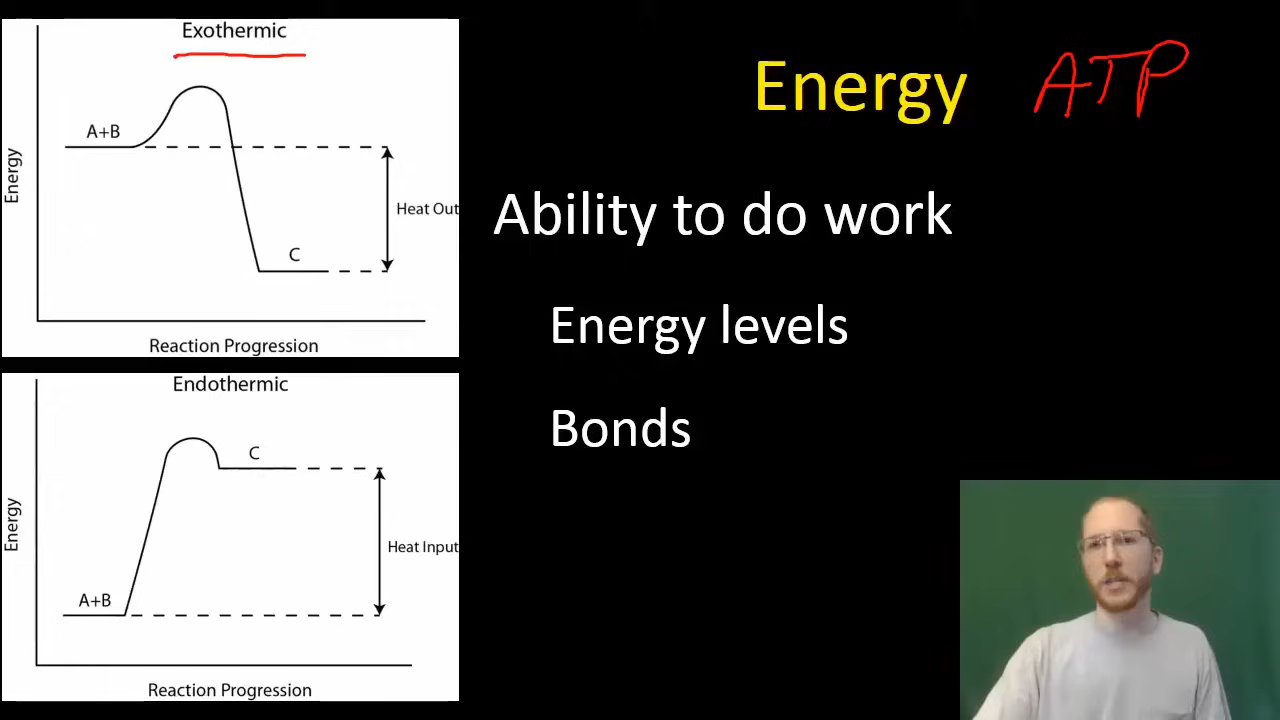 Exothermic
A+B
Energy
Heat Out
C
Reaction Progression
Endothermic
C
Energy
Heat Input
A+B
Reaction Progression
Energy ATP
Ability to do work
Energy levels
Bonds